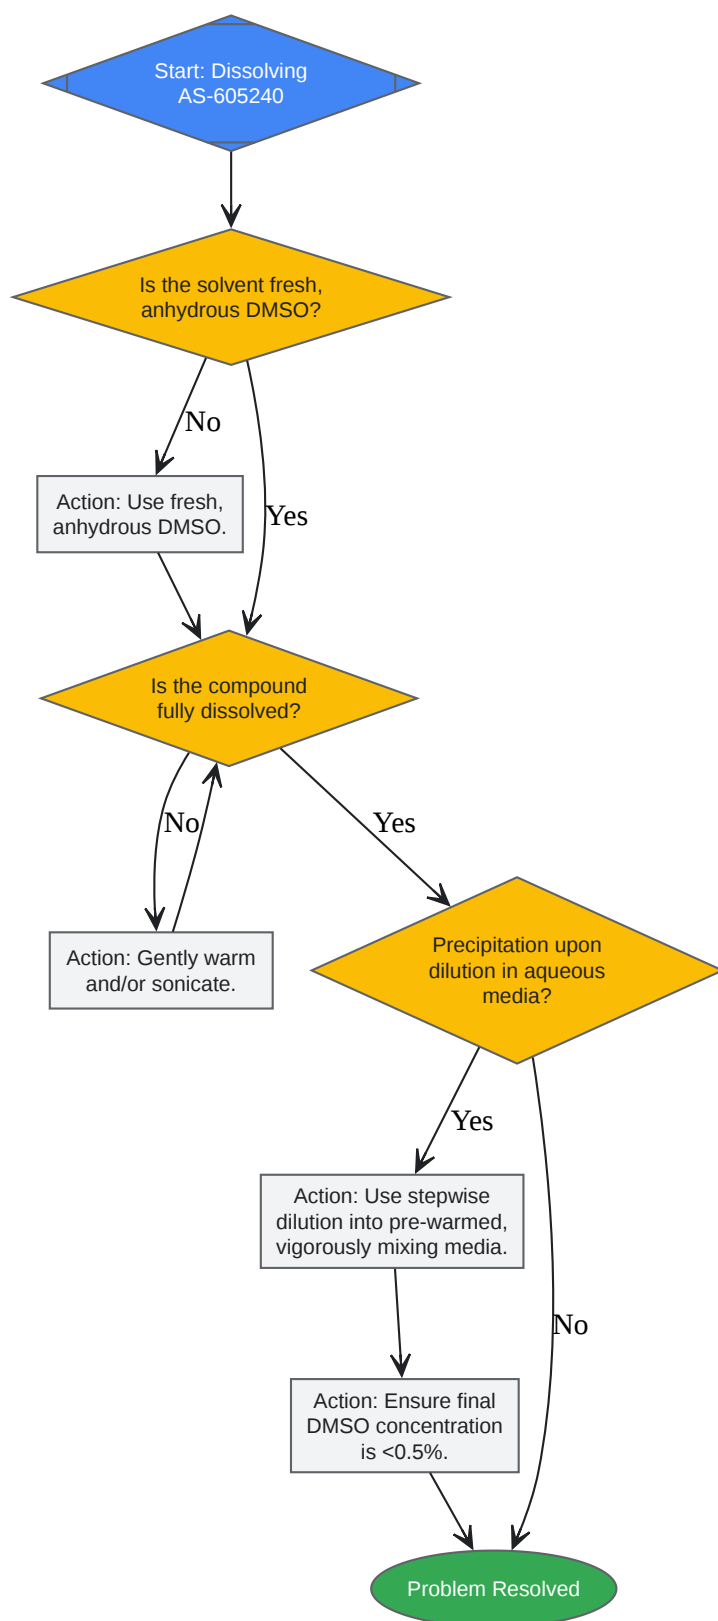 Start: Dissolving
AS-605240
Is the solvent fresh,
anhydrous DMSO?
No
Action: Use fresh,
anhydrous DMSO.
Yes
Is the compound
fully dissolved?
No
Yes
Action: Gently warm
and/or sonicate.
Precipitation upon
dilution in aqueous
media?
Yes
Action: Use stepwise
dilution into pre-warmed,
vigorously mixing media.
No
Action: Ensure final
DMSO concentration
is <0.5%.
Problem Resolved